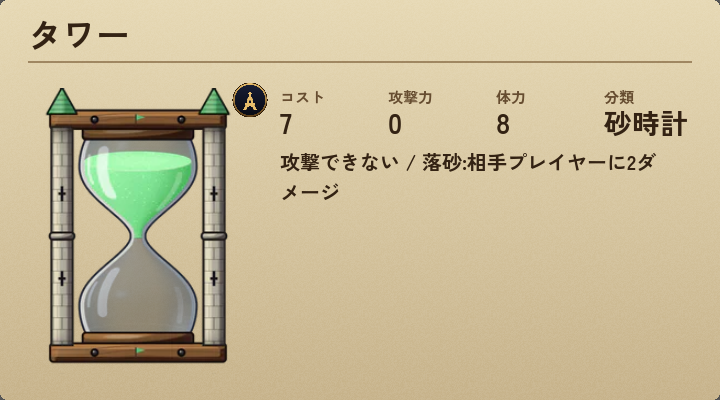 タワー
コスト 攻撃力 体力 分類
7 0 8 砂時計
攻撃できない / 落砂:相手プレイヤーに2ダ
メージ